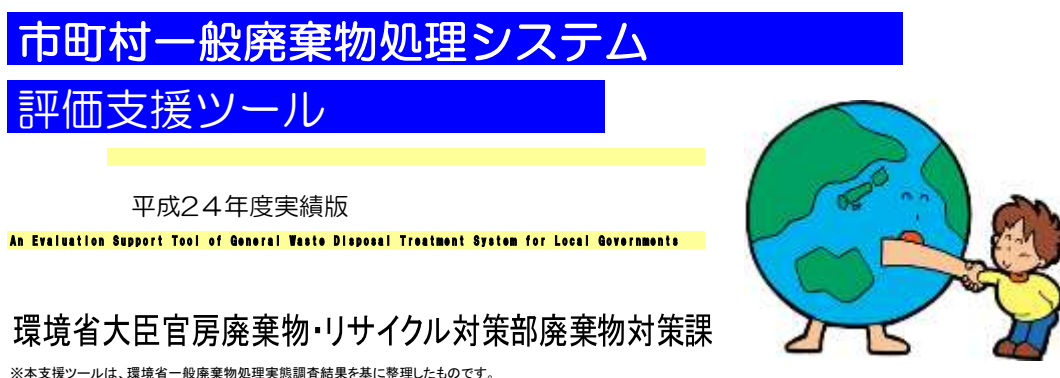 市町村一般廃棄物処理システム
評価支援ツール
平成24年度実績版
An Evaluation Support Tool of General Waste Disposal Treatment System for Local Governments
環境省大臣官房廃棄物・リサイクル対策部廃棄物対策課
※本支援ツールは、環境省一般廃棄物処理実態調査結果を基に整理したものです。